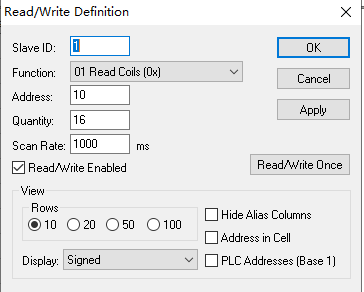 Read/Write Definition
Slave ID: 1
OK
Function: 01 Read Coils (0x)
Cancel
Address: 10
Quantity: 16
Apply
Scan Rate: 1000 ms
Read/Write Enabled
Read/Write Once
View
Rows
10 20 50 100
Hide Alias Columns
Address in Cell
Display: Signed
PLC Addresses (Base 1)